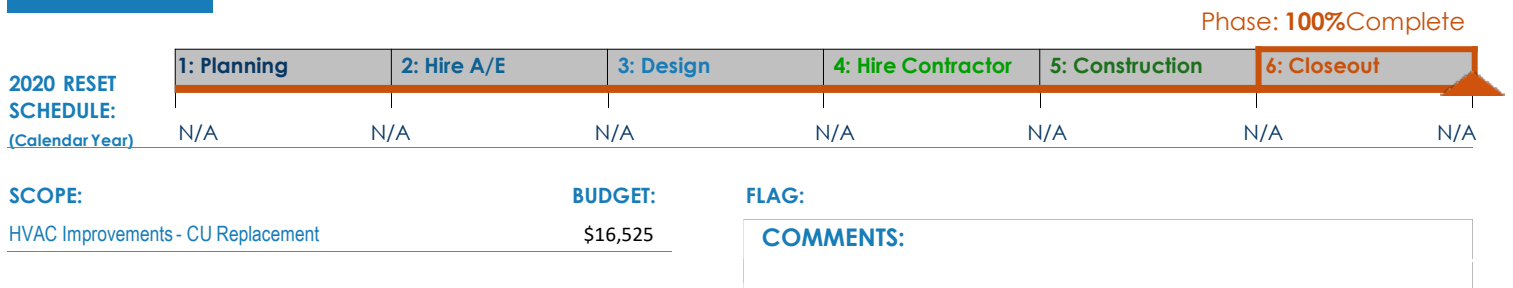 Phase: 100%Complete
1: Planning 2: Hire A/E 3: Design 4: Hire Contractor 5: Construction 6: Closeout
2020 RESET
SCHEDULE:
(Calendar Year)
N/A N/A N/A N/A N/A N/A N/A
SCOPE: BUDGET: FLAG:
HVAC Improvements - CU Replacement $16,525
COMMENTS: